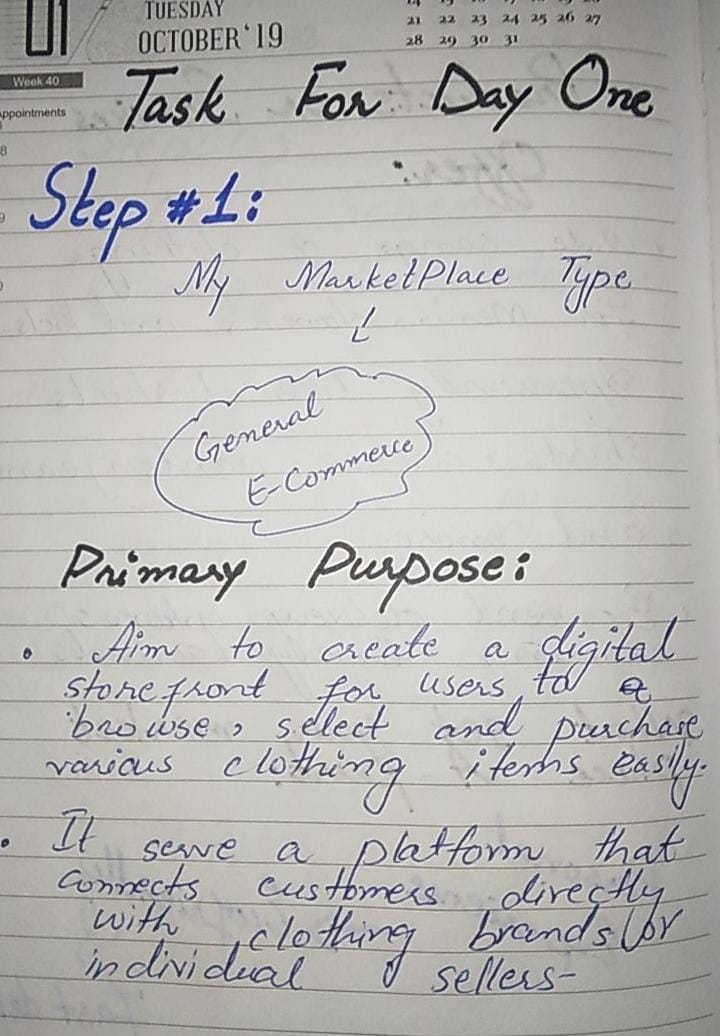 01
TUESDAY
OCTOBER'19
21 22 23 24 25 26 27
28 29 30 31
Week 40
ppointments
8
9
Task For Day One
Step #1:
My MarketPlace Type
General
E-Commerce
Primary Purpose:
• Aim to create a digital
storefront for users to a
browse, select and purchase
various clothing items easily.
• It serve a platform that
connects customers directly
with clothing brands or
individual sellers-